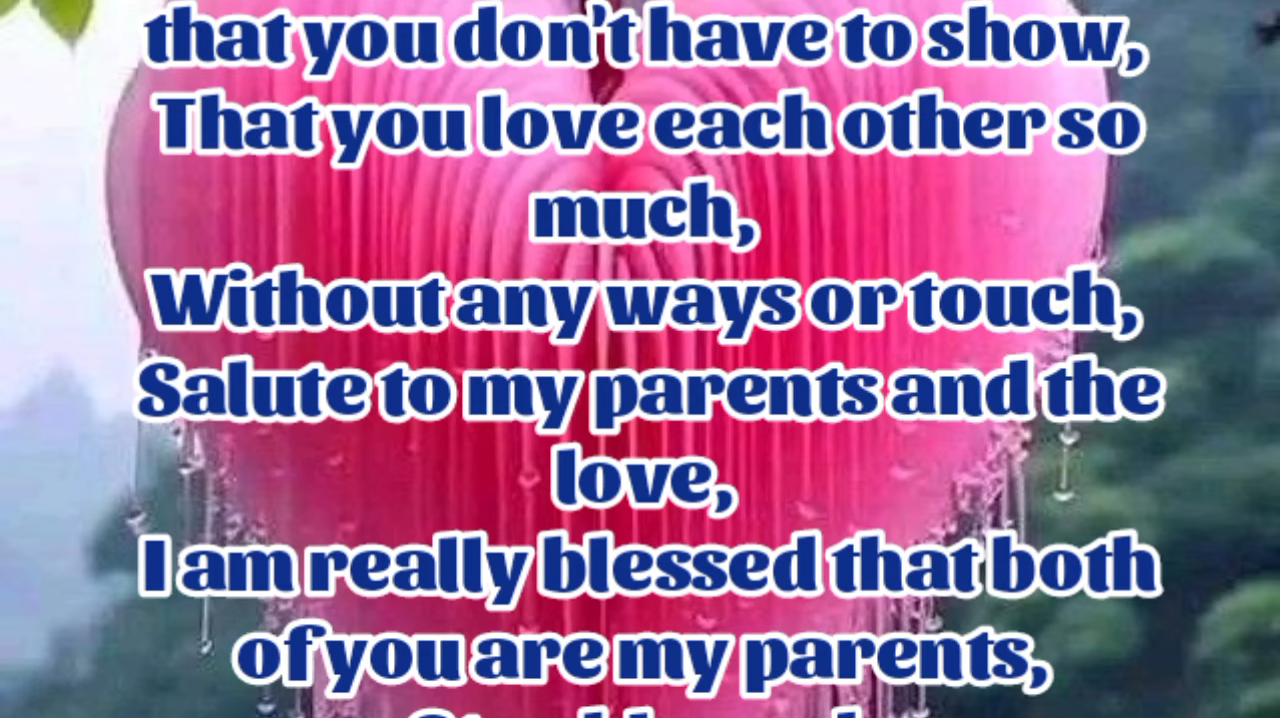 that you don't have to show,
That you love each other so
much,
Without any ways or touch,
Salute to my parents and the
love,
I am really blessed that both
of you are my parents,